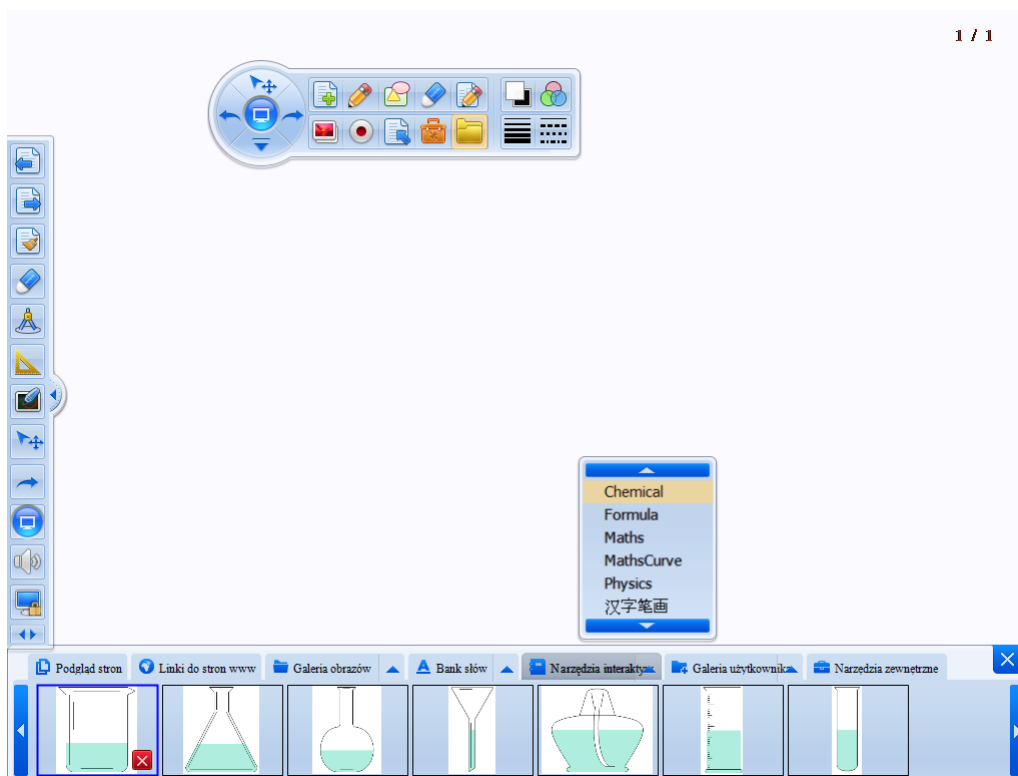 1 / 1
Chemical
Formula
Maths
MathsCurve
Physics
汉字笔画
Podgląd stron Linki do stron www Galeria obrazów Bank słów Narzędzia interakty Galeria użytkownika Narzędzia zewnętrzne